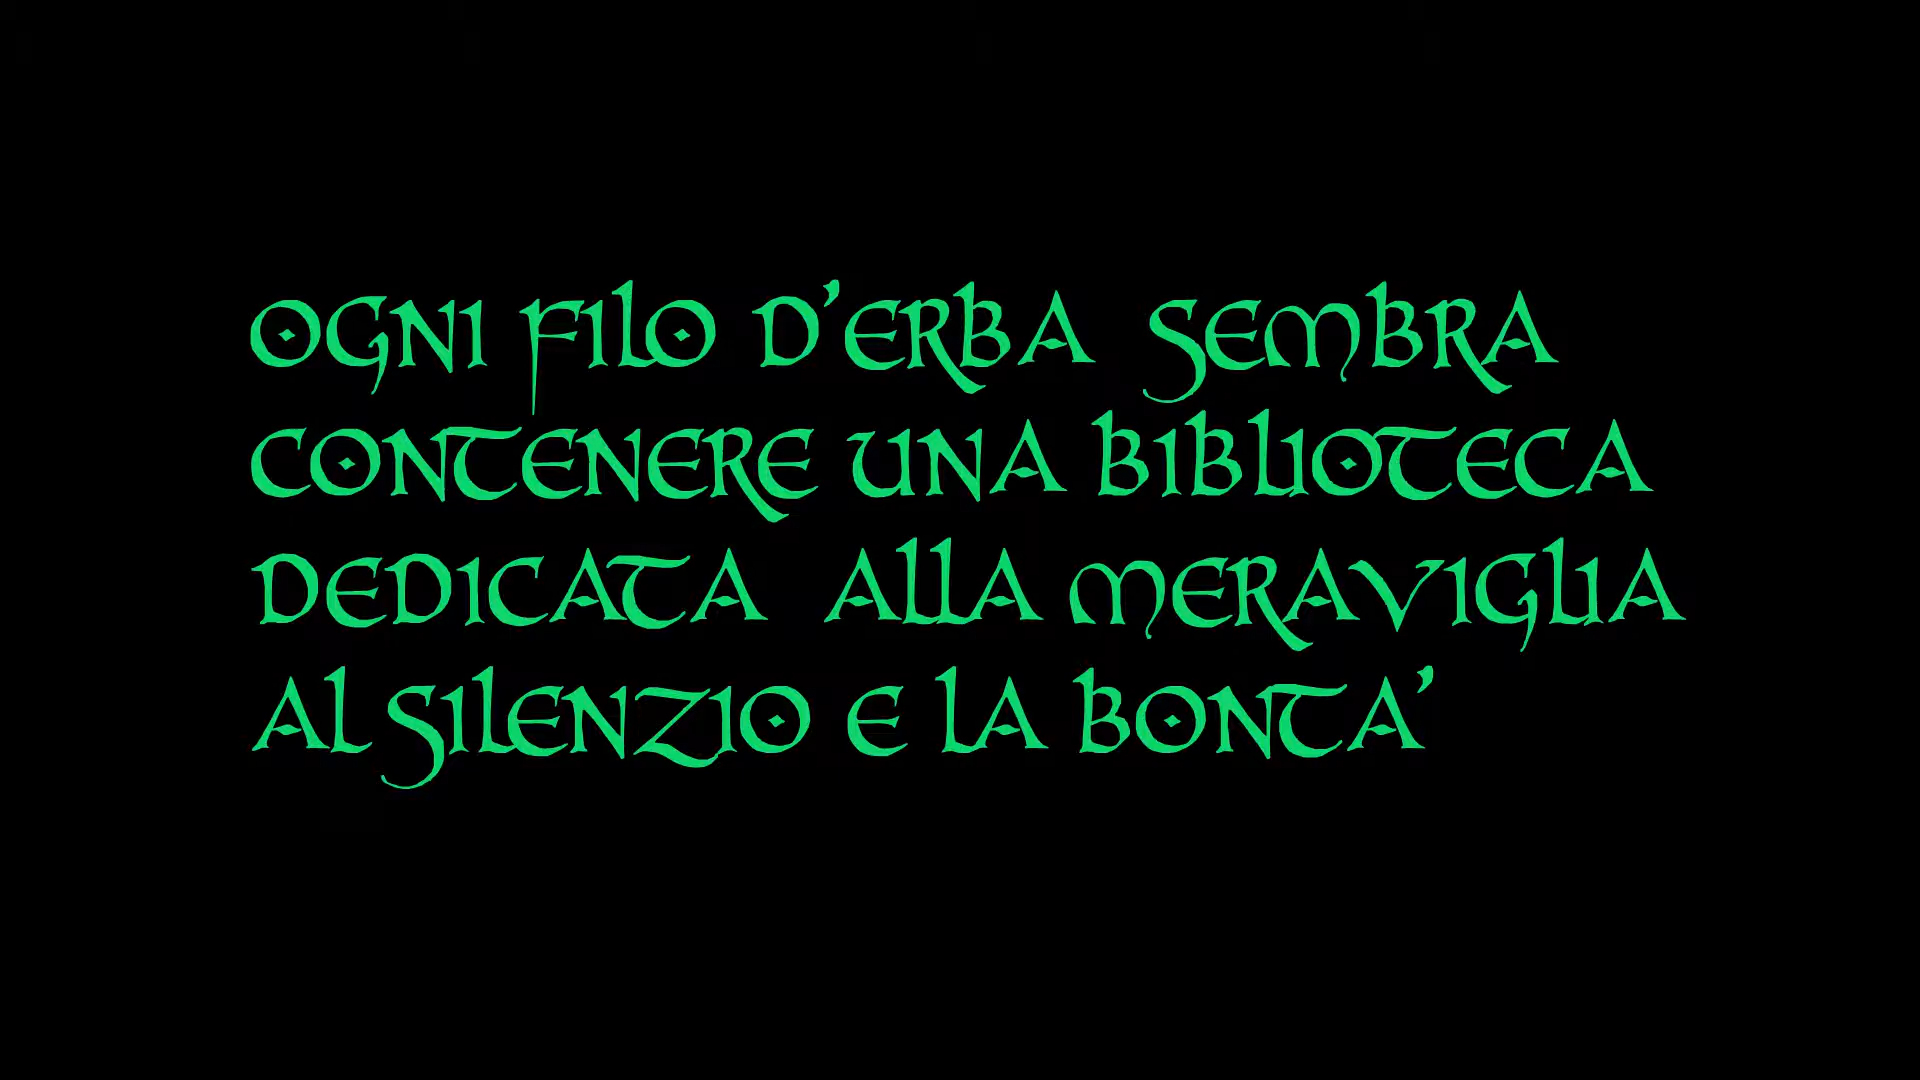 OGNI FILO D'ERBA SEMBRA
CONTENERE UNA BIBLIOTECA
DEDICATA ALLA MERAVIGLIA
AL SILENZIO E LA BONTA'